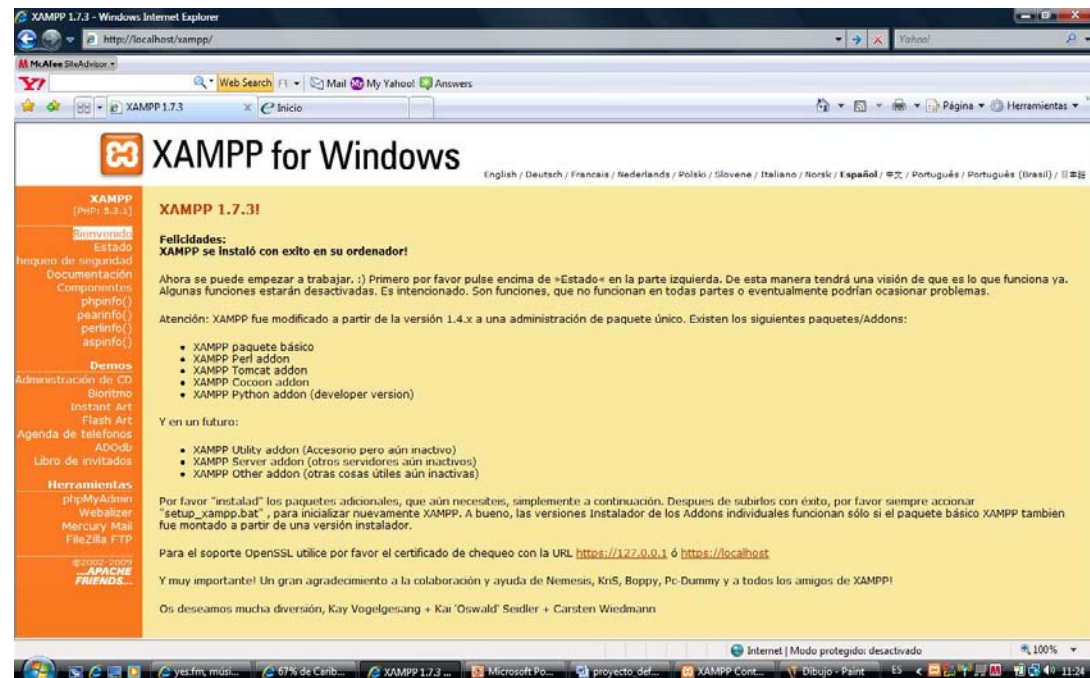 XAMPP 1.7.3 - Windows Internet Explorer
http://localhost/xampp/
Yahoo!
McAfee SiteAdvisor
Y!
Web Search
Mail My Yahoo! Answers
XAMPP 1.7.3
Inicio
Página Herramientas
XAMPP for Windows
English / Deutsch / Francais / Nederlands / Polski / Slovene / Italiano / Norsk / Español / 中文 / Português / Português (Brasil) / 日本語
XAMPP
[PHP: 5.3.1]
Bienvenido
Estado
hequeo de seguridad
Documentación
Componentes
phpinfo()
pearinfo()
perlinfo()
aspinfo()
Demos
Administración de CD
Bioritmo
Instant Art
Flash Art
Agenda de telefonos
ADOdb
Libro de invitados
Herramientas
phpMyAdmin
Webalizer
Mercury Mail
FileZilla FTP
©2002-2009
...APACHE
FRIENDS...
XAMPP 1.7.3!
Felicidades:
XAMPP se instaló con exito en su ordenador!
Ahora se puede empezar a trabajar. :) Primero por favor pulse encima de »Estado« en la parte izquierda. De esta manera tendrá una visión de que es lo que funciona ya.
Algunas funciones estarán desactivadas. Es intencionado. Son funciones, que no funcionan en todas partes o eventualmente podrían ocasionar problemas.
Atención: XAMPP fue modificado a partir de la versión 1.4.x a una administración de paquete único. Existen los siguientes paquetes/Addons:
XAMPP paquete básico
XAMPP Perl addon
XAMPP Tomcat addon
XAMPP Cocoon addon
XAMPP Python addon (developer version)
Y en un futuro:
XAMPP Utility addon (Accesorio pero aún inactivo)
XAMPP Server addon (otros servidores aún inactivos)
XAMPP Other addon (otras cosas útiles aún inactivas)
Por favor "instalad" los paquetes adicionales, que aún necesiteis, simplemente a continuación. Despues de subirlos con éxito, por favor siempre accionar
"setup_xampp.bat" , para inicializar nuevamente XAMPP. A bueno, las versiones Instalador de los Addons individuales funcionan sólo si el paquete básico XAMPP tambien
fue montado a partir de una versión instalador.
Para el soporte OpenSSL utilice por favor el certificado de chequeo con la URL https://127.0.0.1 ó https://localhost
Y muy importante! Un gran agradecimiento a la colaboración y ayuda de Nemesis, KriS, Boppy, Pc-Dummy y a todos los amigos de XAMPP!
Os deseamos mucha diversión, Kay Vogelgesang + Kai 'Oswald' Seidler + Carsten Wiedmann
Internet | Modo protegido: desactivado
100%
yes.fm, músi...
67% de Carib...
XAMPP 1.7.3 ...
Microsoft Po...
proyecto_def...
XAMPP Cont...
Dibujo - Paint
ES
11:24